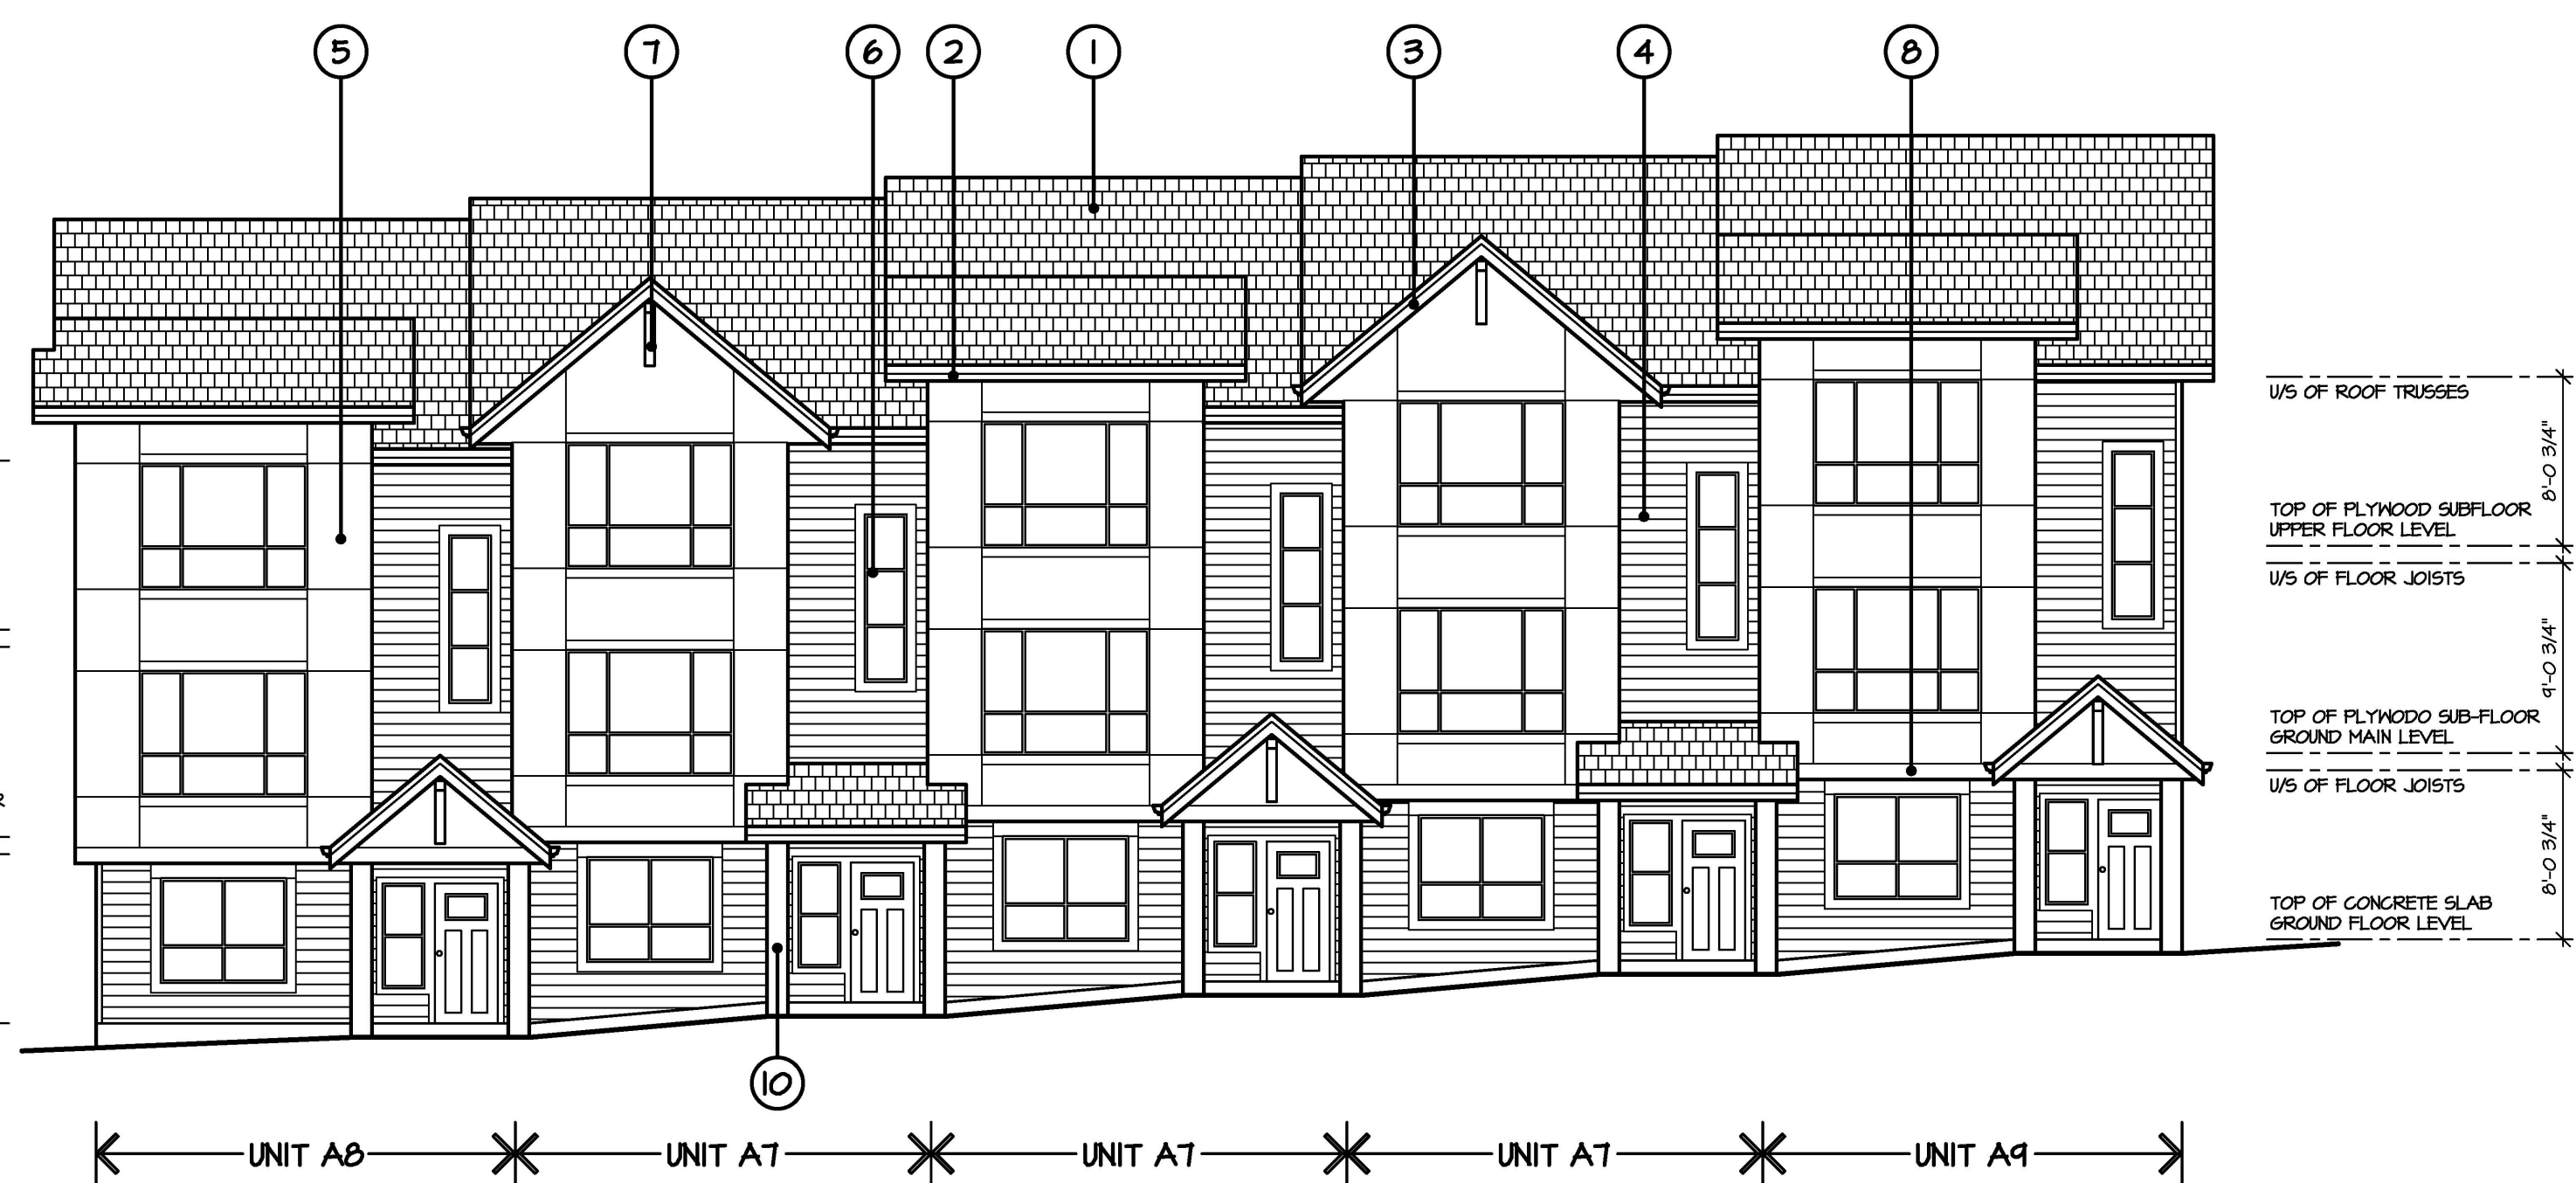 5 7 6 2 1 3 4 8
U/S OF ROOF TRUSSES
8'-0 3/4"
TOP OF PLYWOOD SUBFLOOR
UPPER FLOOR LEVEL
U/S OF FLOOR JOISTS
9'-0 3/4"
TOP OF PLYWODO SUB-FLOOR
GROUND MAIN LEVEL
U/S OF FLOOR JOISTS
8'-0 3/4"
TOP OF CONCRETE SLAB
GROUND FLOOR LEVEL
10
UNIT A8 UNIT A7 UNIT A7 UNIT A7 UNIT A9